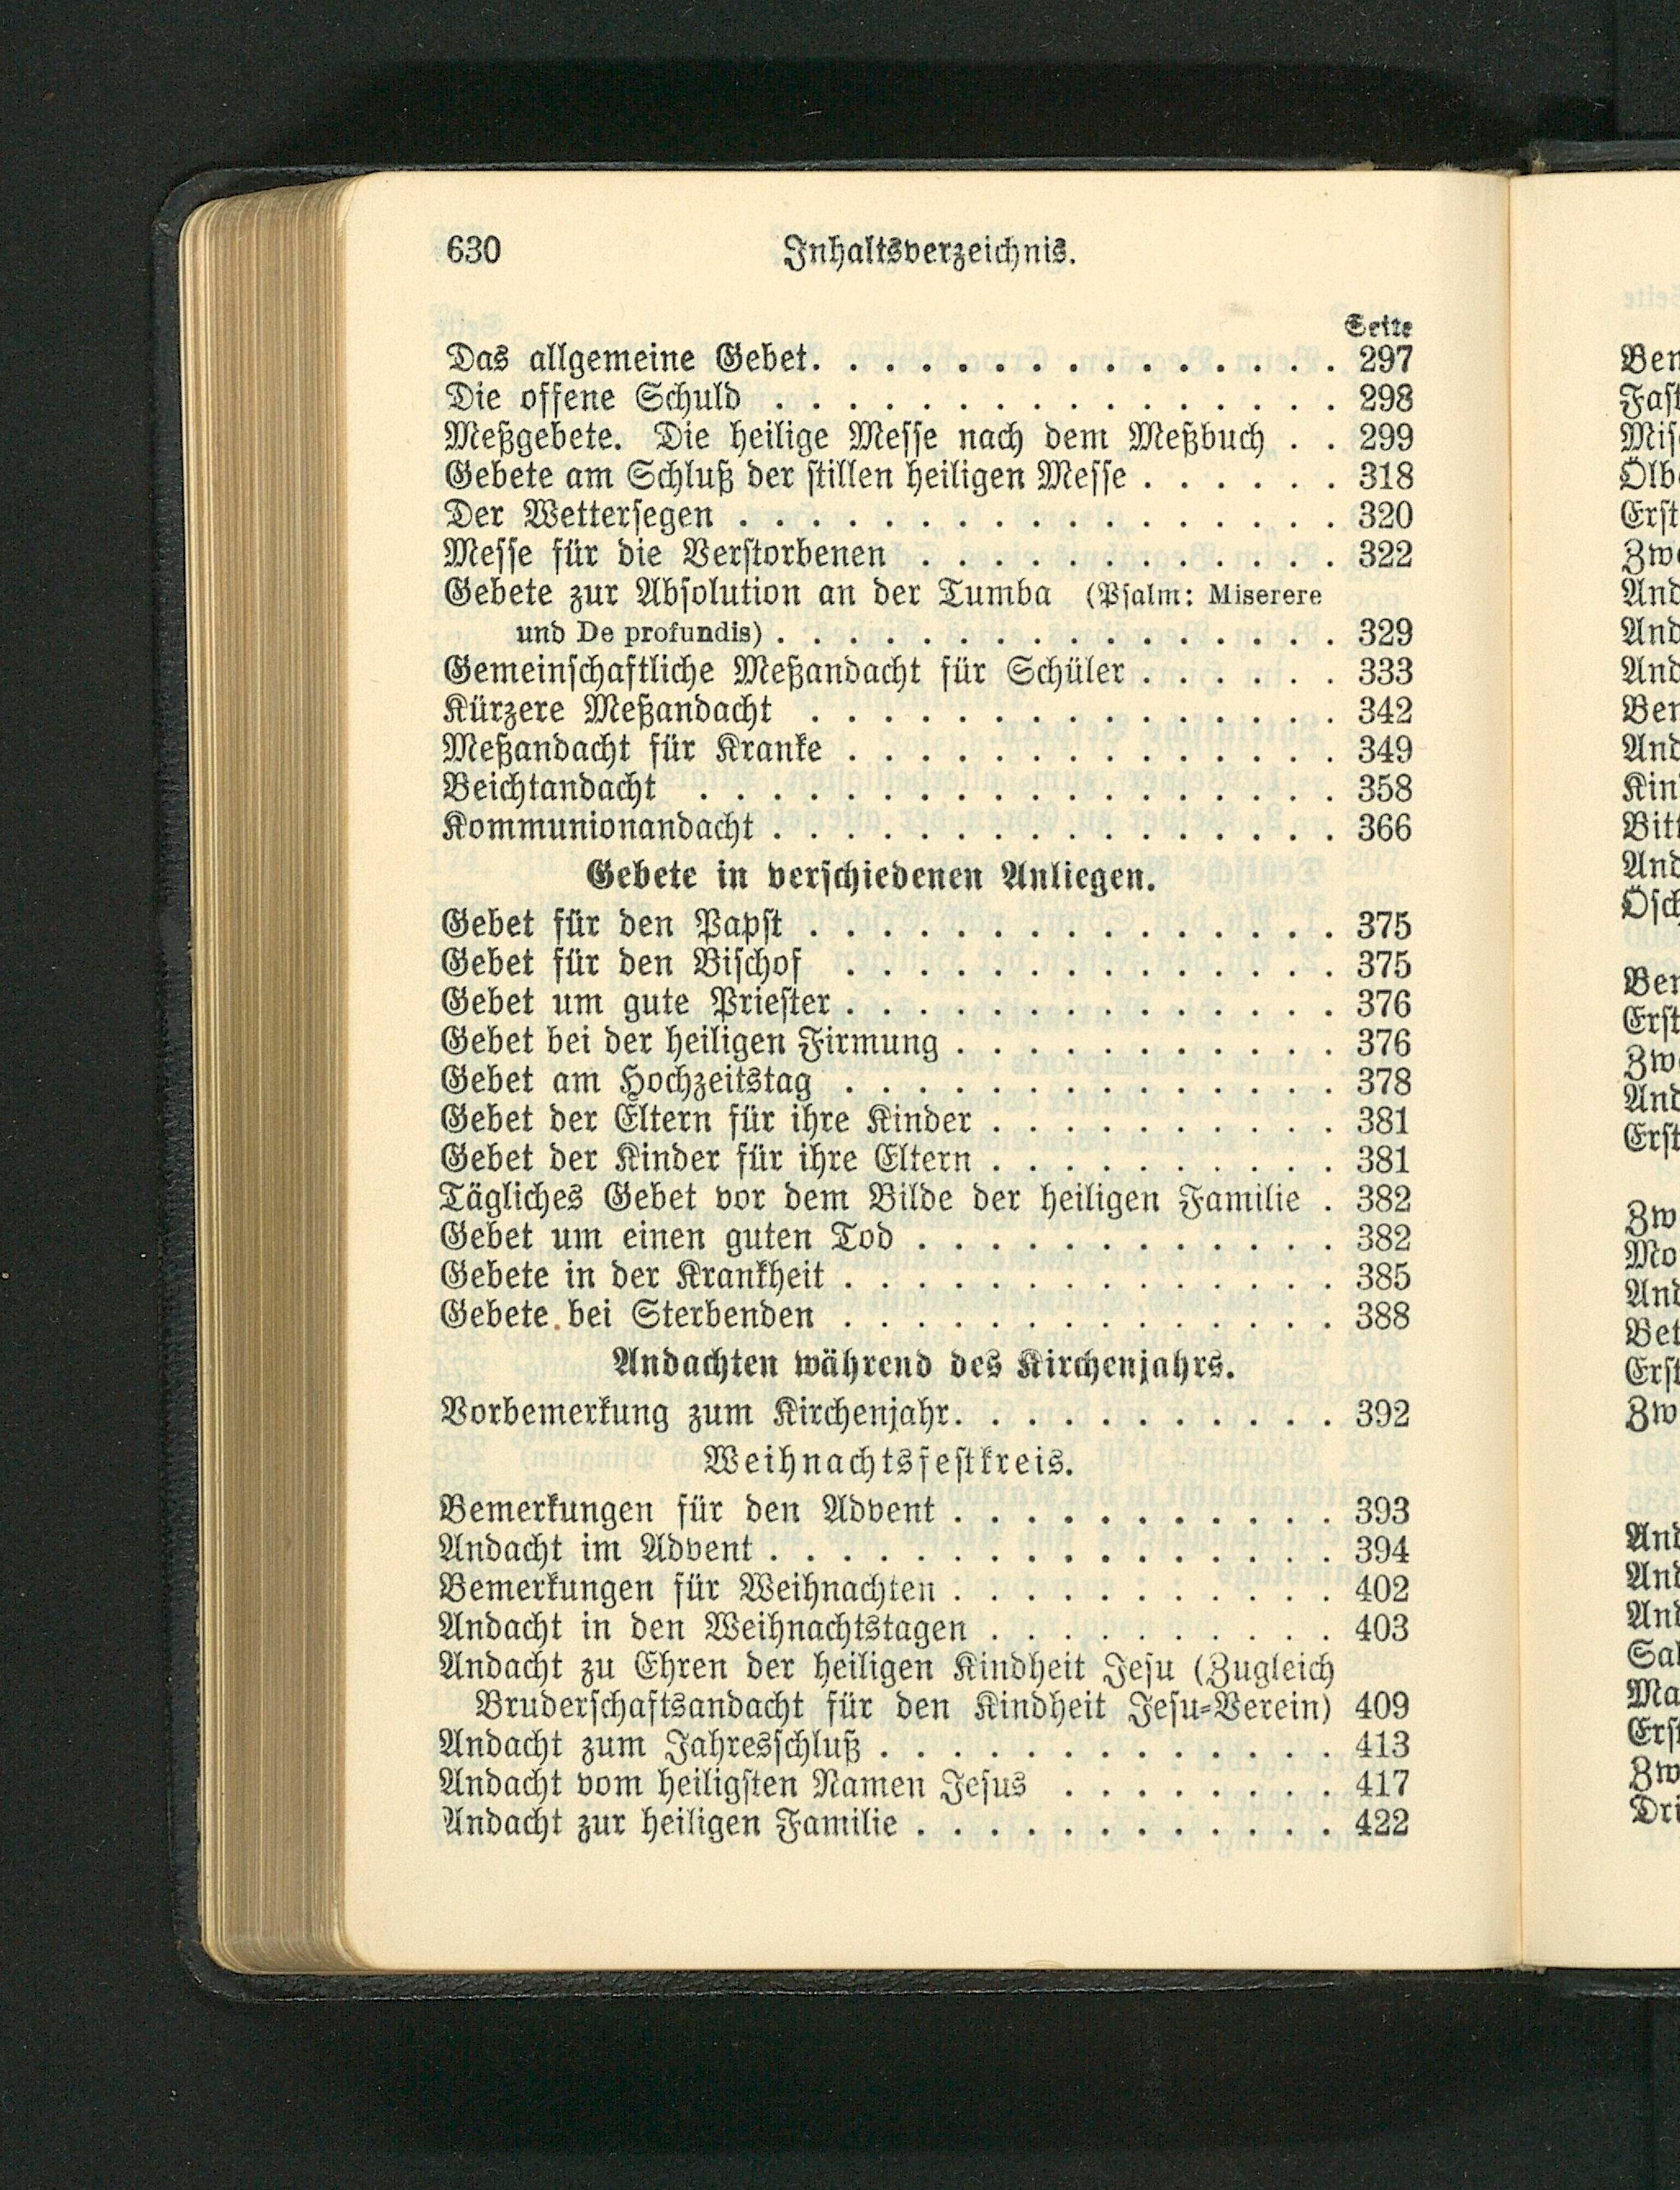 630 Inhaltsverzeichnis.
Seite
Das allgemeine Gebet. . . . . . . . . . . . . . . 297
Die offene Schuld . . . . . . . . . . . . . . . . 298
Meßgebete. Die heilige Messe nach dem Meßbuch . . 299
Gebete am Schluß der stillen heiligen Messe . . . . . . 318
Der Wettersegen . . . . . . . . . . . . . . . . . 320
Messe für die Verstorbenen . . . . . . . . . . . . 322
Gebete zur Absolution an der Tumba (Psalm: Miserere
und De profundis) . . . . . . . . . . . . . . . . 329
Gemeinschaftliche Meßandacht für Schüler . . . . . . 333
Kürzere Meßandacht . . . . . . . . . . . . . . . 342
Meßandacht für Kranke . . . . . . . . . . . . . . 349
Beichtandacht . . . . . . . . . . . . . . . . . . 358
Kommunionandacht . . . . . . . . . . . . . . . . 366
Gebete in verschiedenen Anliegen.
Gebet für den Papst . . . . . . . . . . . . . . . 375
Gebet für den Bischof . . . . . . . . . . . . . . 375
Gebet um gute Priester . . . . . . . . . . . . . . 376
Gebet bei der heiligen Firmung . . . . . . . . . . . 376
Gebet am Hochzeitstag . . . . . . . . . . . . . . 378
Gebet der Eltern für ihre Kinder . . . . . . . . . . 381
Gebet der Kinder für ihre Eltern . . . . . . . . . . 381
Tägliches Gebet vor dem Bilde der heiligen Familie . 382
Gebet um einen guten Tod . . . . . . . . . . . . 382
Gebete in der Krankheit . . . . . . . . . . . . . . 385
Gebete bei Sterbenden . . . . . . . . . . . . . . 388
Andachten während des Kirchenjahrs.
Vorbemerkung zum Kirchenjahr. . . . . . . . . . . 392
Weihnachtsfestkreis.
Bemerkungen für den Advent . . . . . . . . . . . 393
Andacht im Advent . . . . . . . . . . . . . . . . 394
Bemerkungen für Weihnachten . . . . . . . . . . . 402
Andacht in den Weihnachtstagen . . . . . . . . . . 403
Andacht zu Ehren der heiligen Kindheit Jesu (Zugleich
Bruderschaftsandacht für den Kindheit Jesu-Verein) 409
Andacht zum Jahresschluß . . . . . . . . . . . . . 413
Andacht vom heiligsten Namen Jesus . . . . . . . . 417
Andacht zur heiligen Familie . . . . . . . . . . . . 422